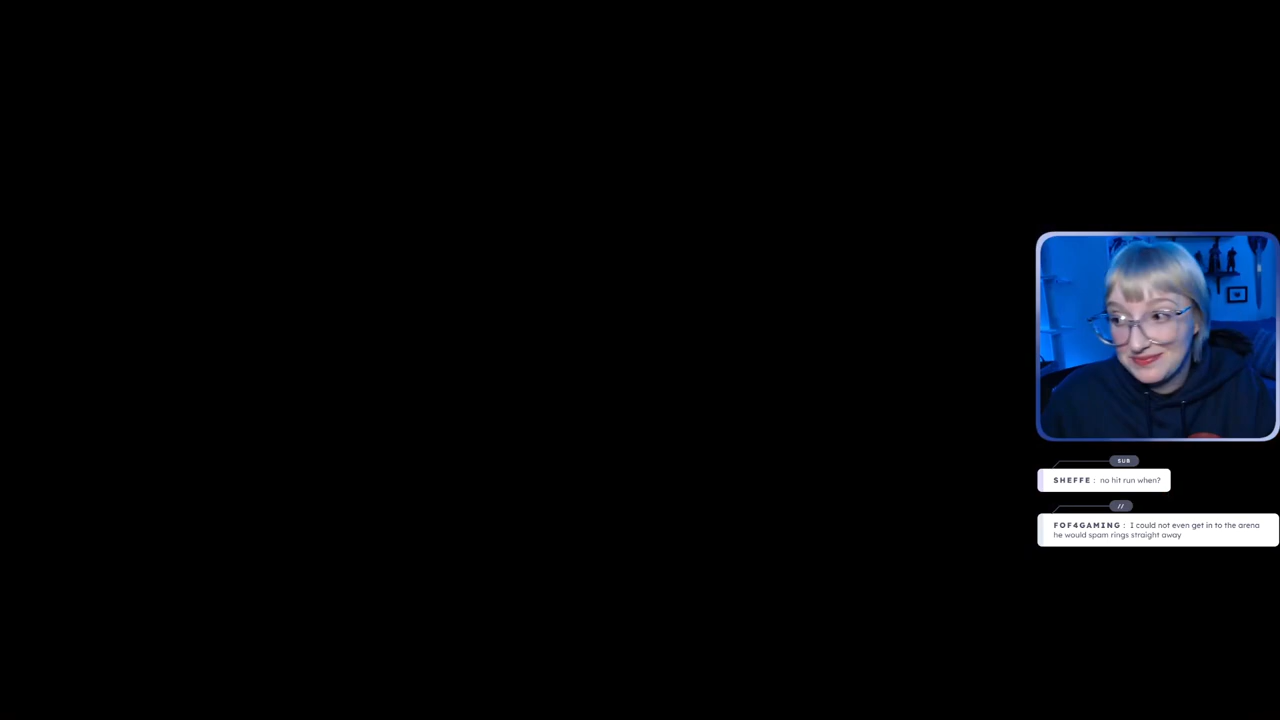 SUB
SHEFFE : no hit run when?
//
FOF4GAMING : I could not even get in to the arena
he would spam rings straight away